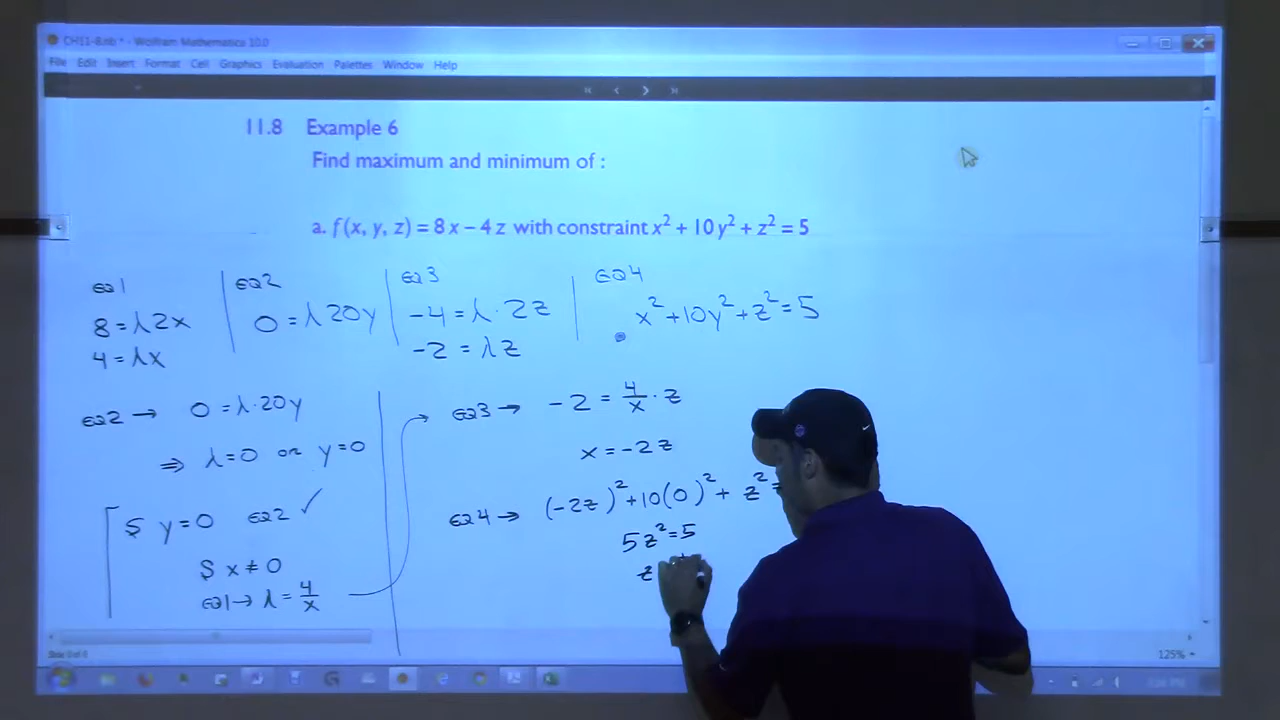 CH11-8.nb * - Wolfram Mathematica 10.0
File Edit Insert Format Cell Graphics Evaluation Palettes Window Help
11.8 Example 6
Find maximum and minimum of :
a. f(x, y, z) = 8 x − 4 z with constraint x² + 10 y² + z² = 5
EQ1
8 = λ2x
4 = λx
EQ2
0 = λ20y
EQ3
-4 = λ·2z
-2 = λz
EQ4
x² + 10y² + z² = 5
EQ2 → 0 = λ·20y
⇒ λ=0 or y=0
S y=0 EQ2 ✓
S x≠0
EQ1 → λ = 4/x
EQ3 → -2 = 4/x · z
x = -2z
EQ4 → (-2z)² + 10(0)² + z² =
5z² = 5
z
125%